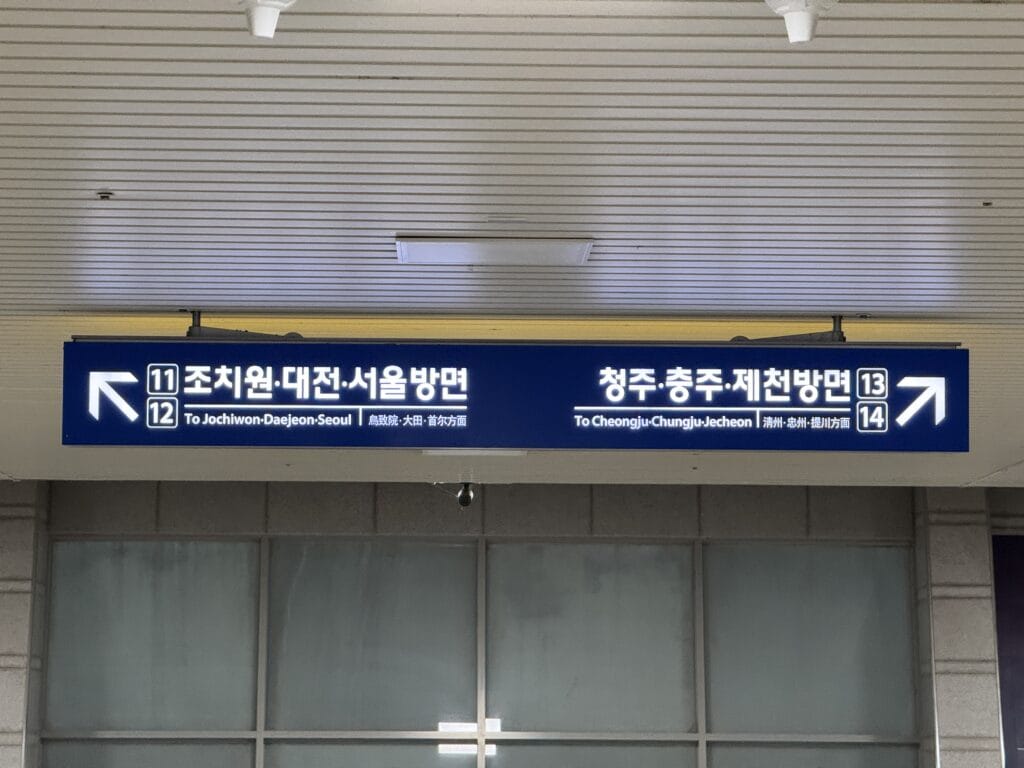 11 조치원·대전·서울방면
12 To Jochiwon·Daejeon·Seoul 鳥致院·大田·首尔方面
청주·충주·제천방면 13
To Cheongju·Chungju·Jecheon 清州·忠州·提川方面 14